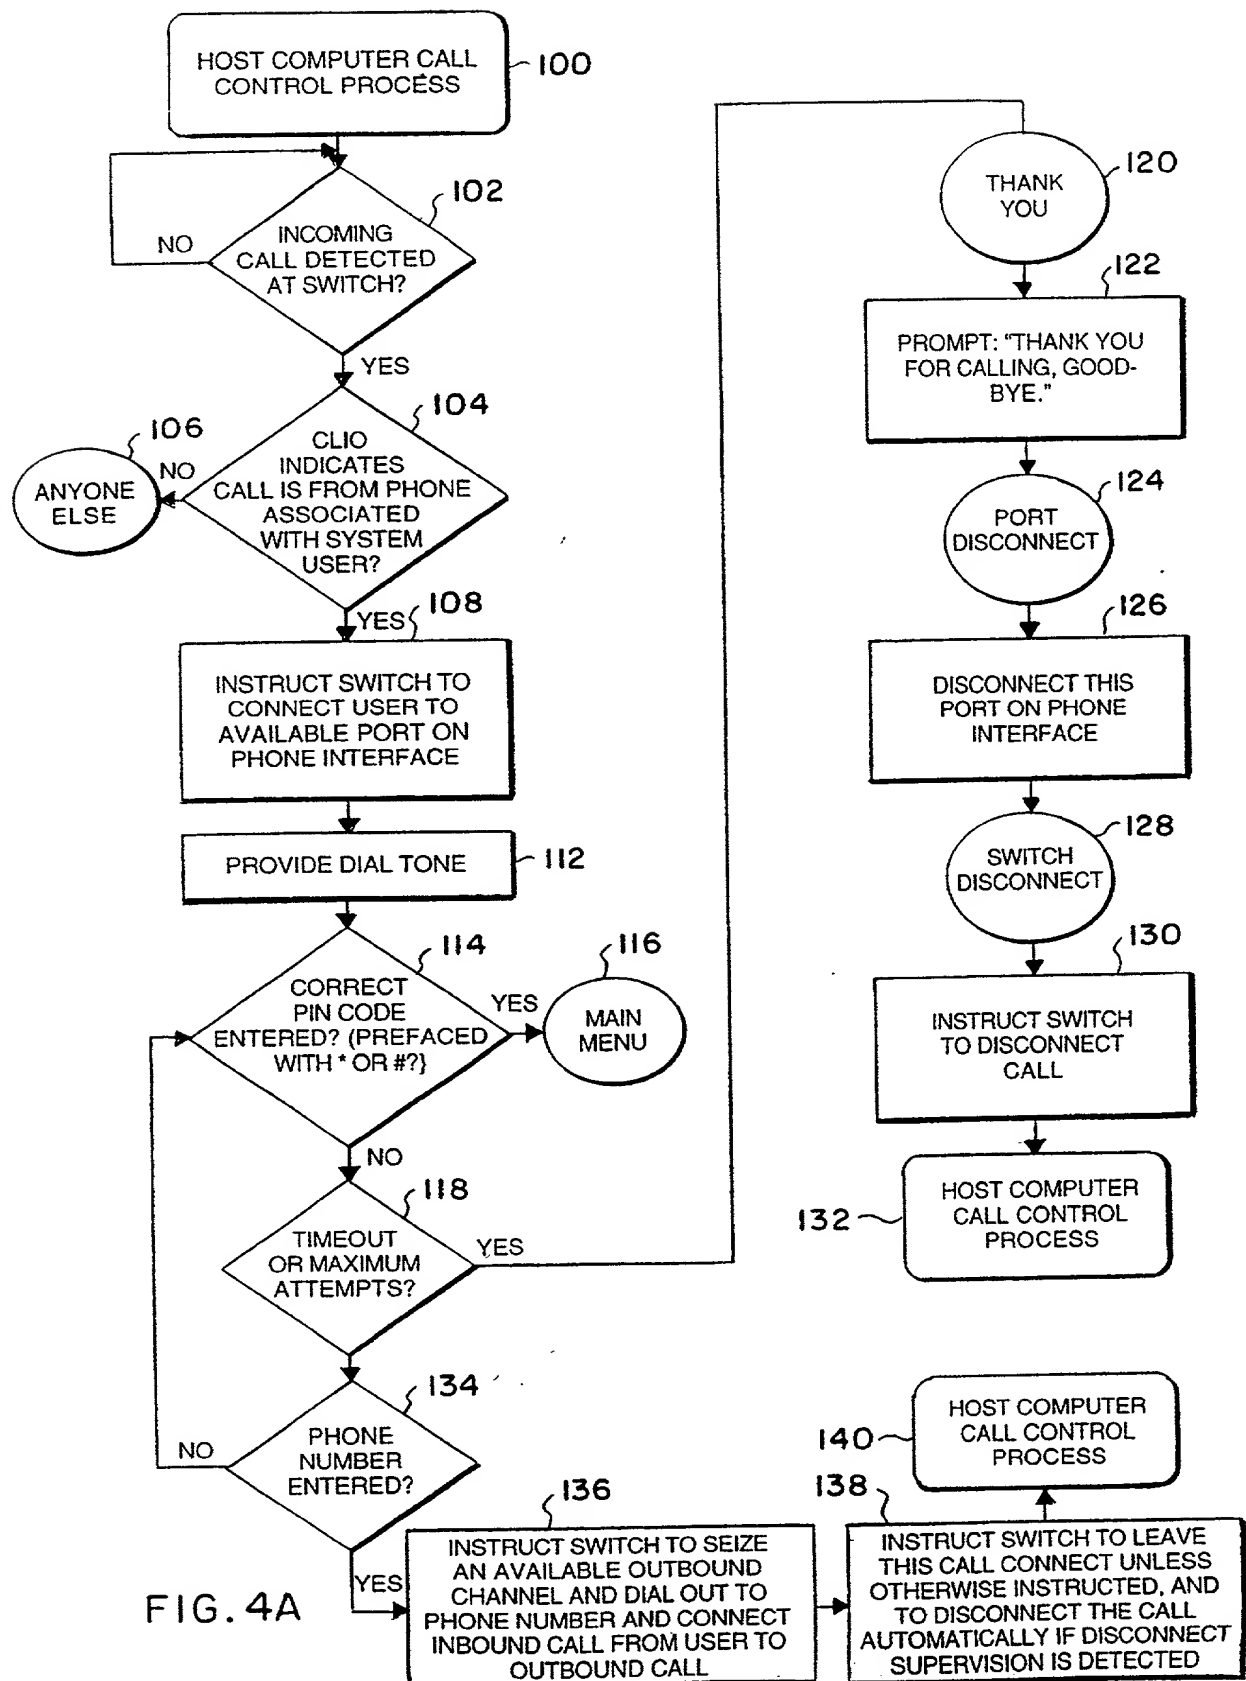 HOST COMPUTER CALL
CONTROL PROCESS
100
102
INCOMING
CALL DETECTED
AT SWITCH?
NO
YES
104
CLIO
INDICATES
CALL IS FROM PHONE
ASSOCIATED
WITH SYSTEM
USER?
NO
106
ANYONE
ELSE
YES
108
INSTRUCT SWITCH TO
CONNECT USER TO
AVAILABLE PORT ON
PHONE INTERFACE
PROVIDE DIAL TONE
112
114
CORRECT
PIN CODE
ENTERED? (PREFACED
WITH * OR #?}
YES
116
MAIN
MENU
NO
118
TIMEOUT
OR MAXIMUM
ATTEMPTS?
YES
134
PHONE
NUMBER
ENTERED?
NO
YES
120
THANK
YOU
122
PROMPT: "THANK YOU
FOR CALLING, GOOD-
BYE."
124
PORT
DISCONNECT
126
DISCONNECT THIS
PORT ON PHONE
INTERFACE
128
SWITCH
DISCONNECT
130
INSTRUCT SWITCH
TO DISCONNECT
CALL
132
HOST COMPUTER
CALL CONTROL
PROCESS
136
INSTRUCT SWITCH TO SEIZE
AN AVAILABLE OUTBOUND
CHANNEL AND DIAL OUT TO
PHONE NUMBER AND CONNECT
INBOUND CALL FROM USER TO
OUTBOUND CALL
138
INSTRUCT SWITCH TO LEAVE
THIS CALL CONNECT UNLESS
OTHERWISE INSTRUCTED, AND
TO DISCONNECT THE CALL
AUTOMATICALLY IF DISCONNECT
SUPERVISION IS DETECTED
140
HOST COMPUTER
CALL CONTROL
PROCESS
FIG. 4A